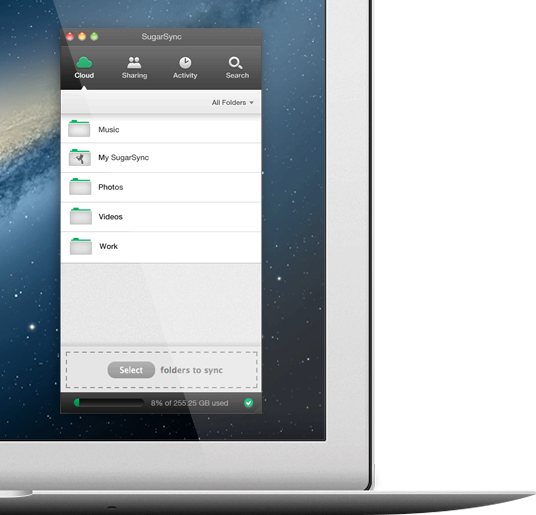 SugarSync
Cloud Sharing Activity Search
All Folders
Music
My SugarSync
Photos
Videos
Work
Select folders to sync
8% of 255.25 GB used